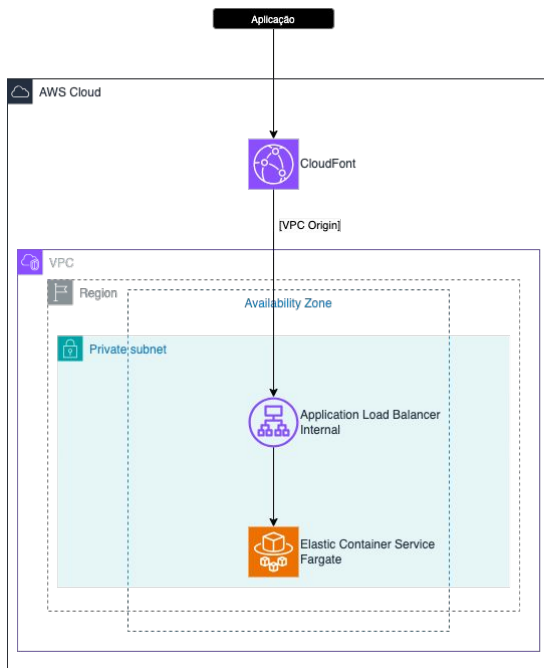 Aplicação
AWS Cloud
CloudFont
[VPC Origin]
VPC
Region
Availability Zone
Private subnet
Application Load Balancer
Internal
Elastic Container Service
Fargate